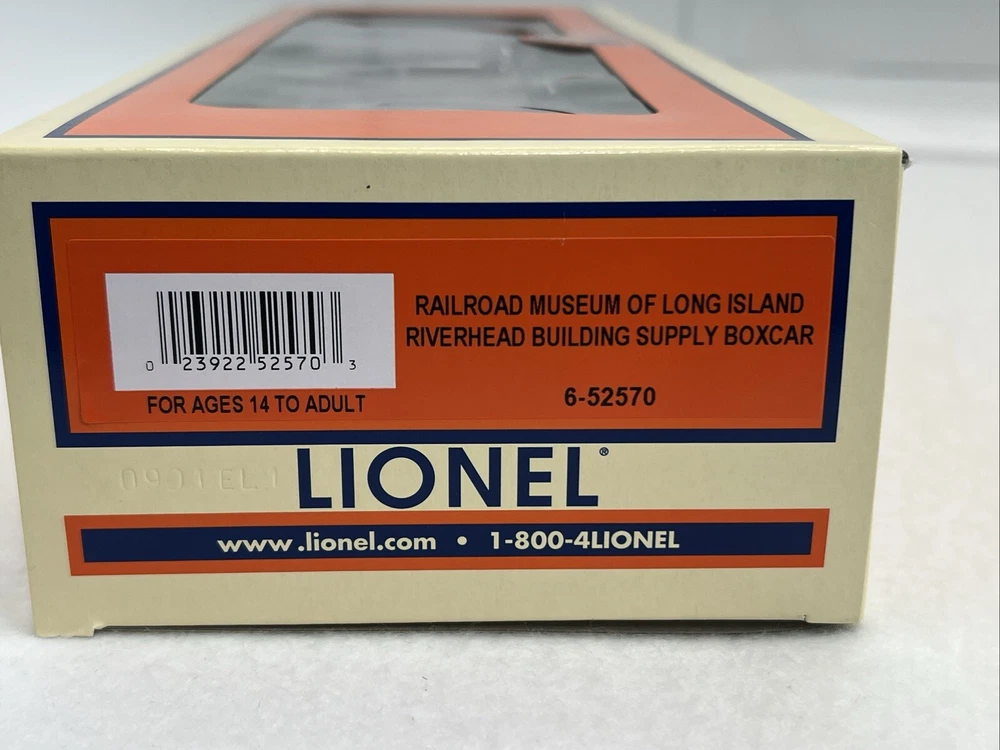 RAILROAD MUSEUM OF LONG ISLAND
RIVERHEAD BUILDING SUPPLY BOXCAR
0 23922 52570 3
FOR AGES 14 TO ADULT
6-52570
LIONEL®
www.lionel.com • 1-800-4LIONEL